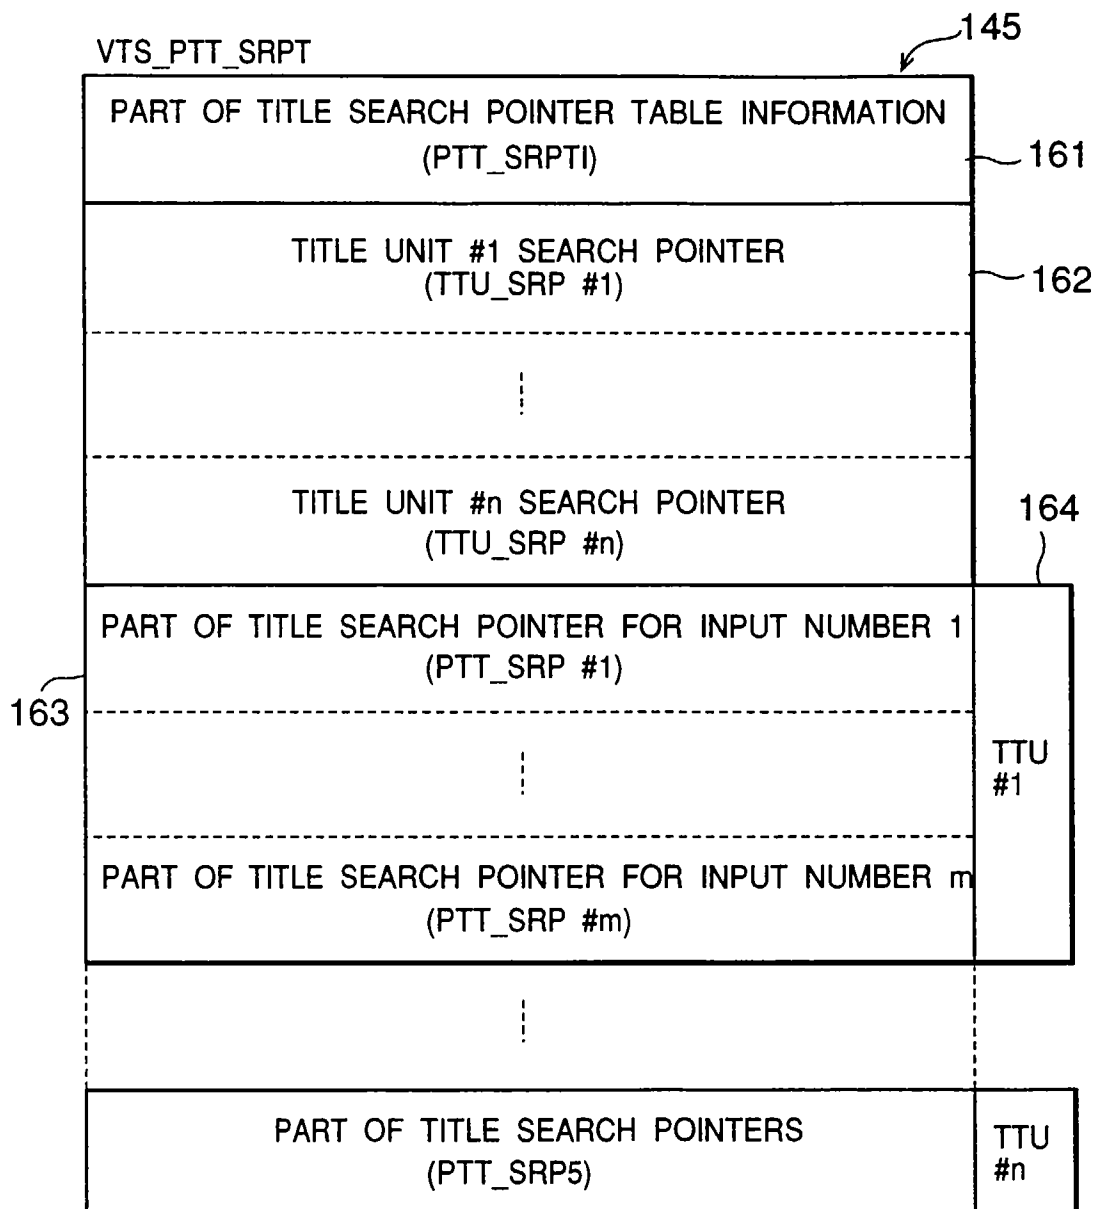 145
VTS_PTT_SRPT
PART OF TITLE SEARCH POINTER TABLE INFORMATION
(PTT_SRPTI)
161
TITLE UNIT #1 SEARCH POINTER
(TTU_SRP #1)
162
TITLE UNIT #n SEARCH POINTER
(TTU_SRP #n)
164
PART OF TITLE SEARCH POINTER FOR INPUT NUMBER 1
(PTT_SRP #1)
163
TTU
#1
PART OF TITLE SEARCH POINTER FOR INPUT NUMBER m
(PTT_SRP #m)
PART OF TITLE SEARCH POINTERS
(PTT_SRP5)
TTU
#n